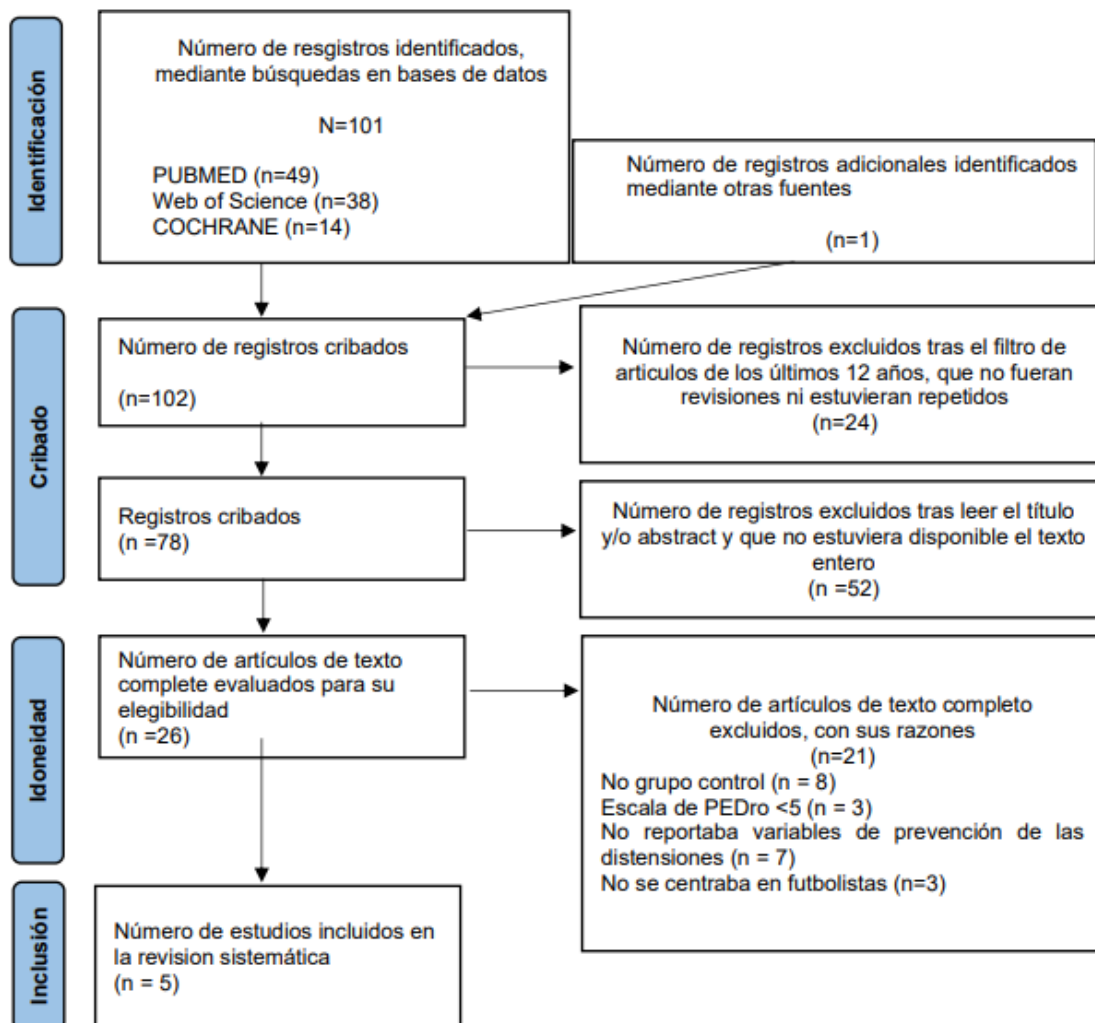 Identificación
Número de resgistros identificados,
mediante búsquedas en bases de datos
N=101
PUBMED (n=49)
Web of Science (n=38)
COCHRANE (n=14)
Número de registros adicionales identificados
mediante otras fuentes
(n=1)
Cribado
Número de registros cribados
(n=102)
Número de registros excluidos tras el filtro de
articulos de los últimos 12 años, que no fueran
revisiones ni estuvieran repetidos
(n=24)
Registros cribados
(n =78)
Número de registros excluidos tras leer el título
y/o abstract y que no estuviera disponible el texto
entero
(n =52)
Idoneidad
Número de artículos de texto
complete evaluados para su
elegibilidad
(n =26)
Número de artículos de texto completo
excluidos, con sus razones
(n=21)
No grupo control (n = 8)
Escala de PEDro <5 (n = 3)
No reportaba variables de prevención de las
distensiones (n = 7)
No se centraba en futbolistas (n=3)
Inclusión
Número de estudios incluidos en
la revision sistemática
(n = 5)